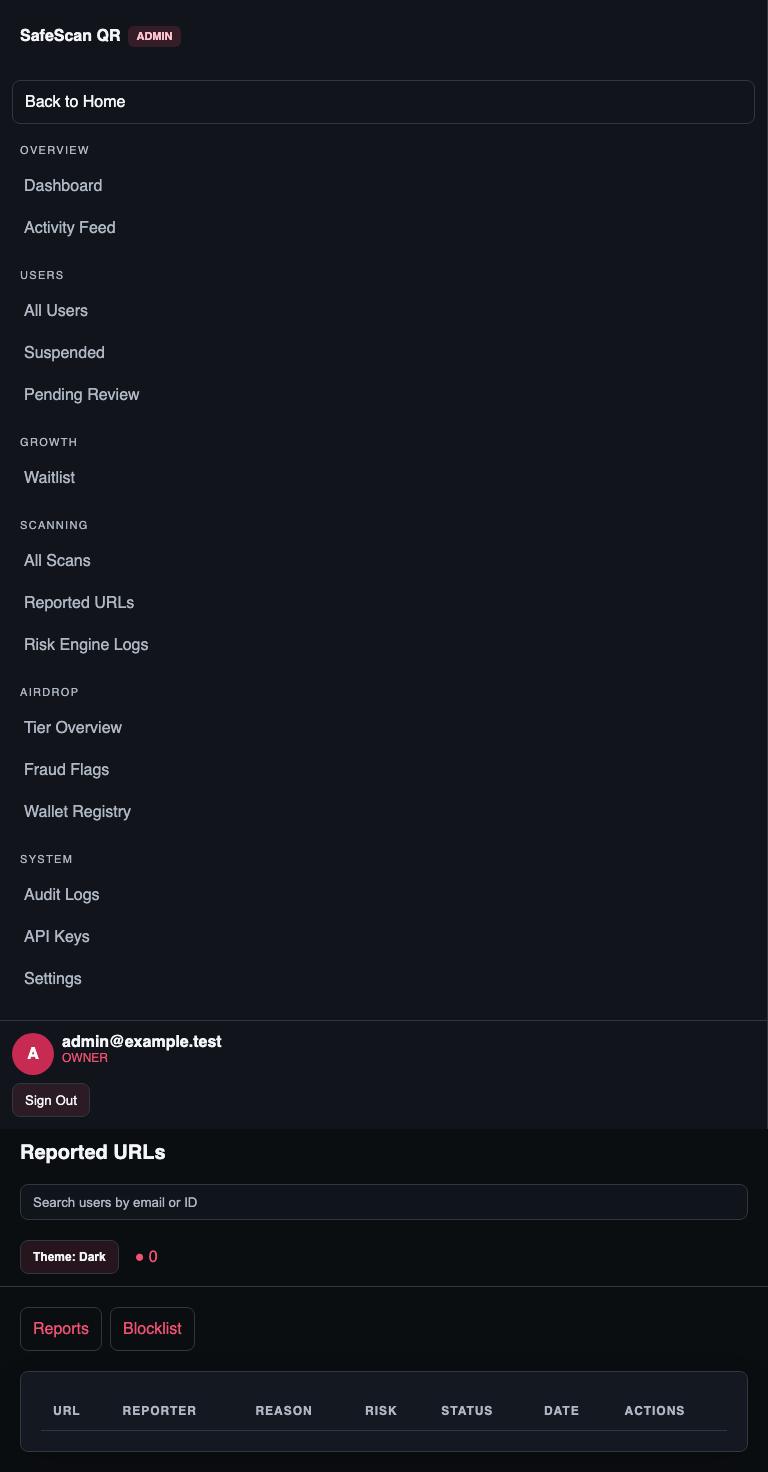 SafeScan QR ADMIN
Back to Home
OVERVIEW
Dashboard
Activity Feed
USERS
All Users
Suspended
Pending Review
GROWTH
Waitlist
SCANNING
All Scans
Reported URLs
Risk Engine Logs
AIRDROP
Tier Overview
Fraud Flags
Wallet Registry
SYSTEM
Audit Logs
API Keys
Settings
A admin@example.test
OWNER
Sign Out
Reported URLs
Search users by email or ID
Theme: Dark 0
Reports Blocklist
URL REPORTER REASON RISK STATUS DATE ACTIONS